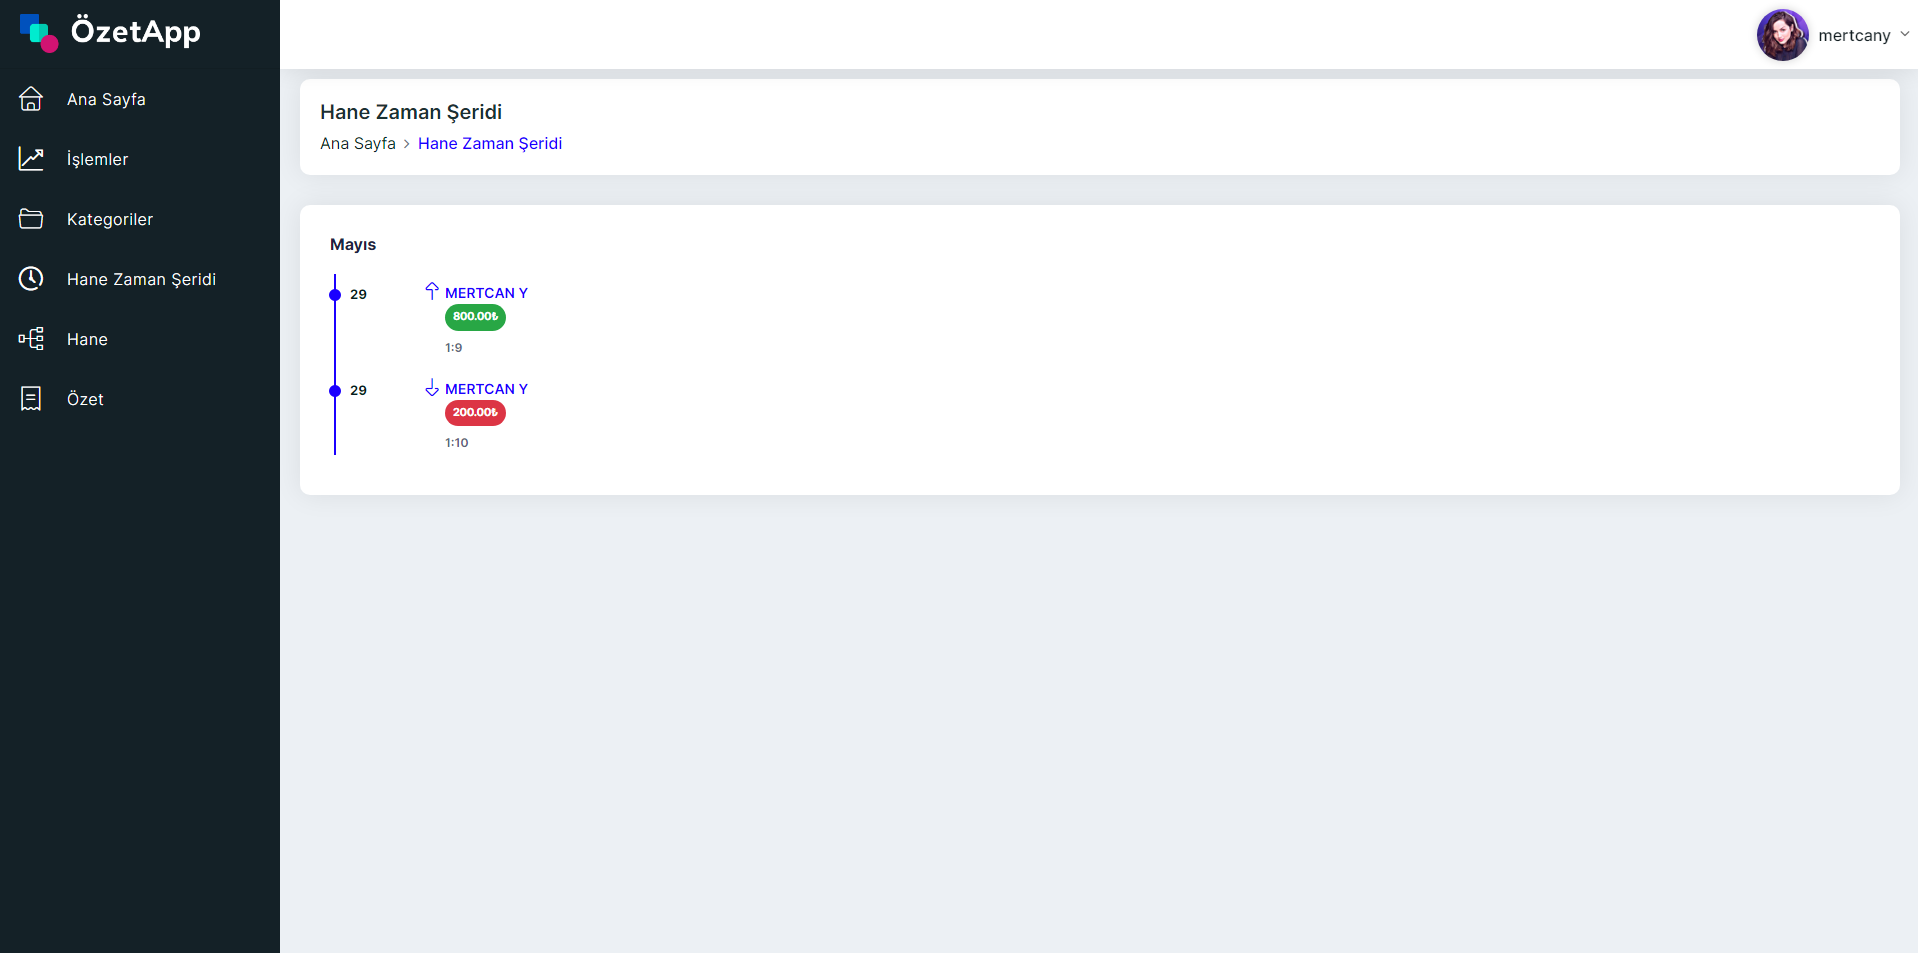 ÖzetApp
mertcany
Ana Sayfa
İşlemler
Kategoriler
Hane Zaman Şeridi
Hane
Özet
Hane Zaman Şeridi
Ana Sayfa > Hane Zaman Şeridi
Mayıs
29 MERTCAN Y
800.00₺
1:9
29 MERTCAN Y
200.00₺
1:10